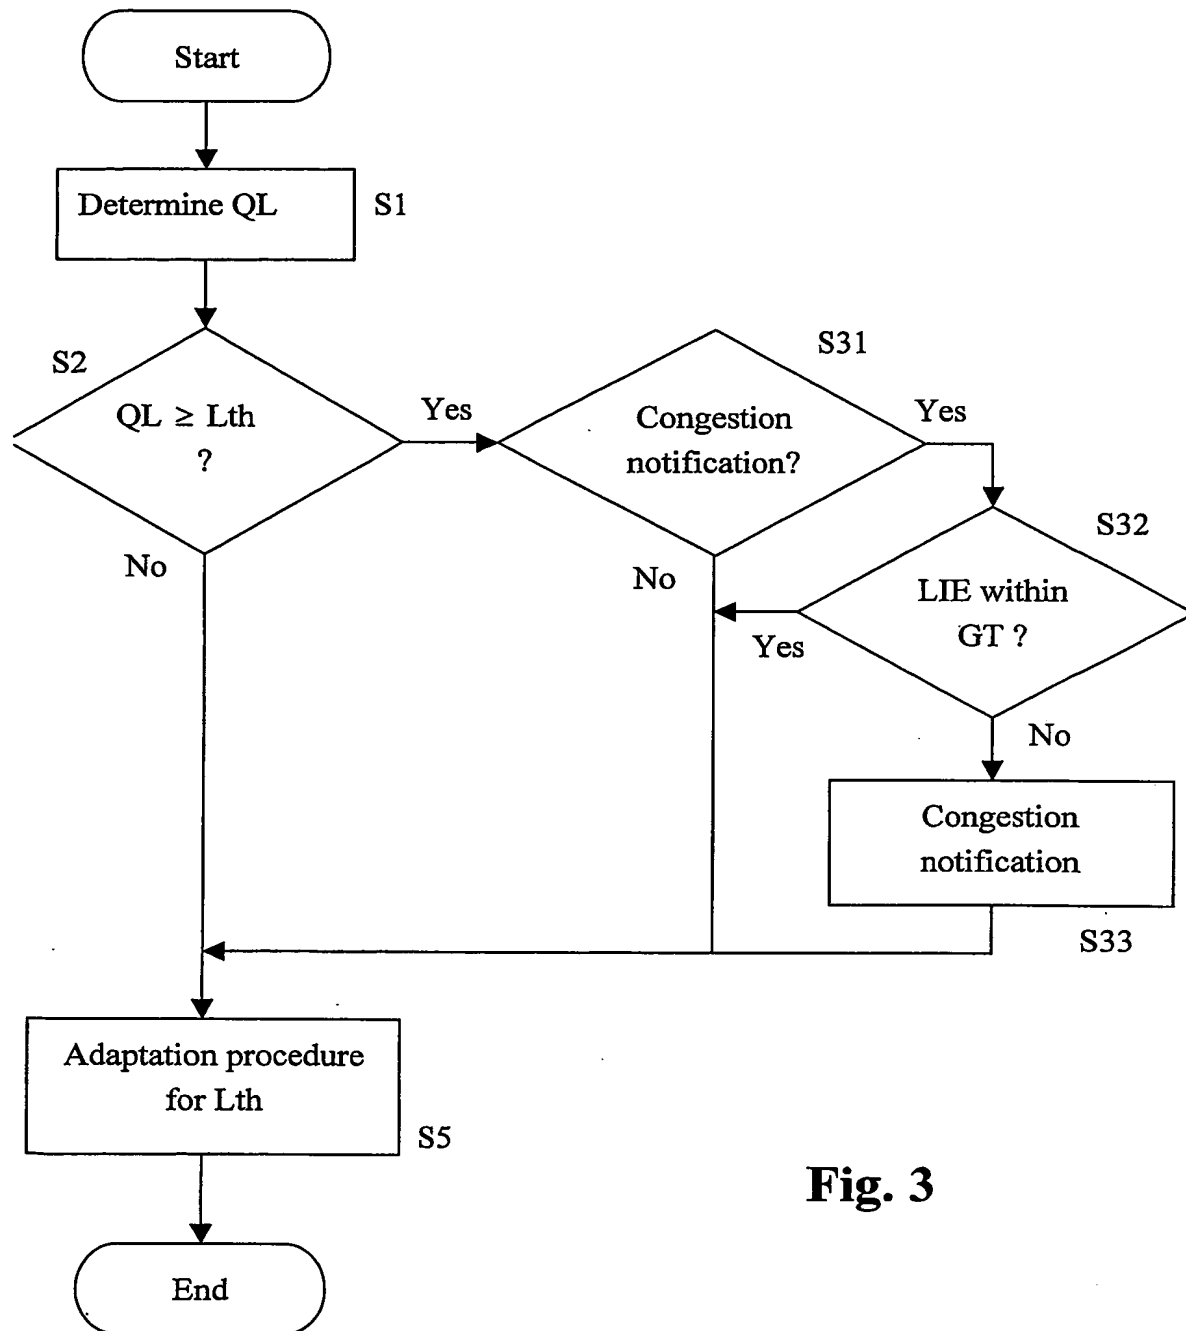 Start
Determine QL
S1
S2
QL ≥ Lth
?
Yes
No
S31
Congestion
notification?
Yes
No
S32
LIE within
GT ?
Yes
No
Congestion
notification
S33
Adaptation procedure
for Lth
S5
Fig. 3
End